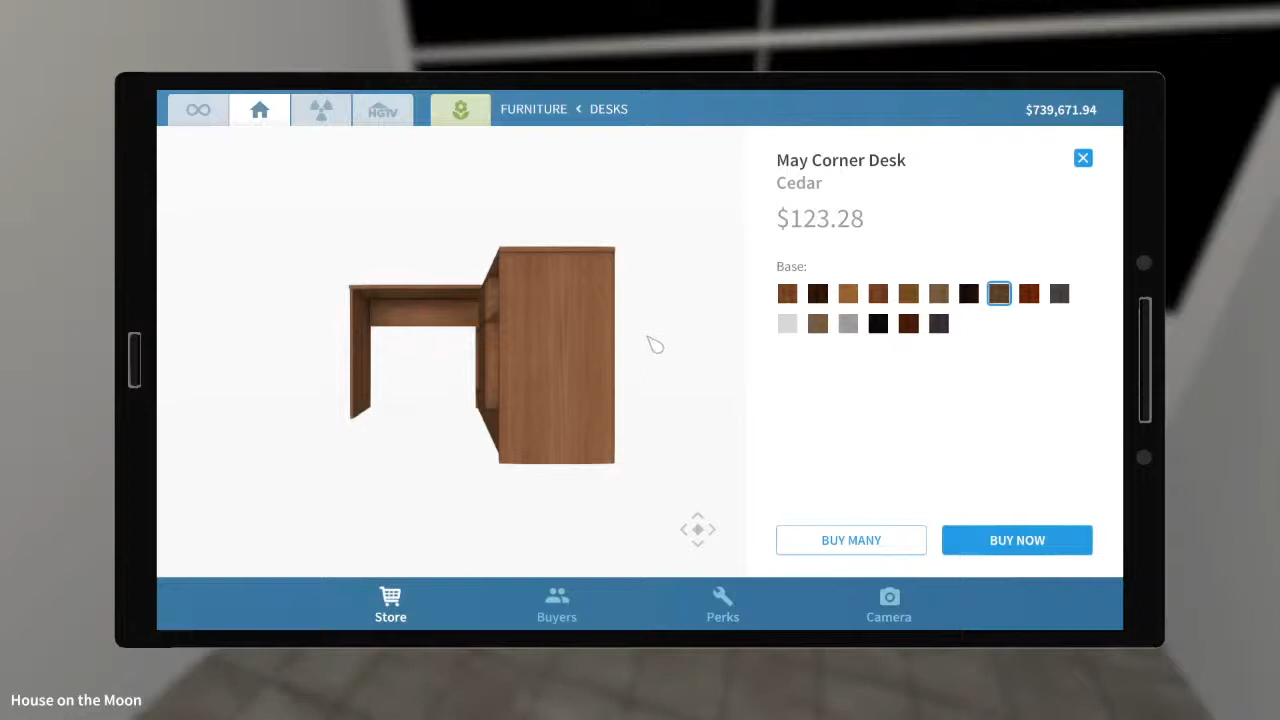 HGTV
FURNITURE < DESKS
$739,671.94
May Corner Desk
Cedar
$123.28
Base:
BUY MANY
BUY NOW
Store
Buyers
Perks
Camera
House on the Moon